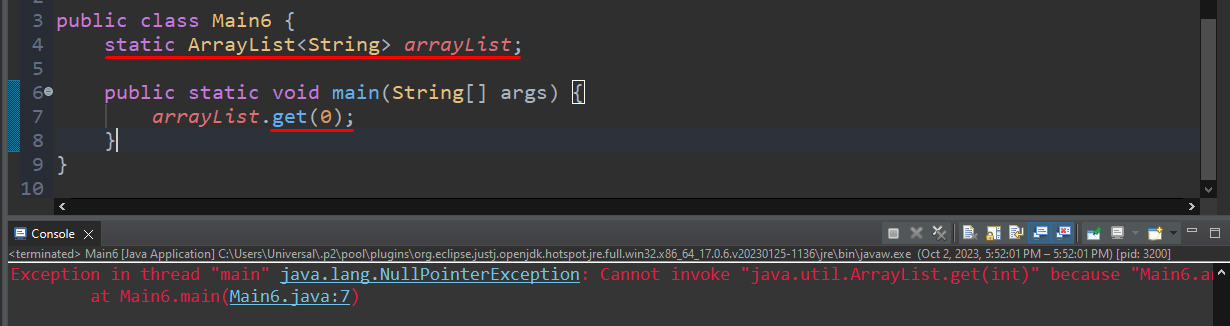 3 public class Main6 {
4 static ArrayList<String> arrayList;
5
6 public static void main(String[] args) {
7 arrayList.get(0);
8 }
9 }
10
Console
<terminated> Main6 [Java Application] C:\Users\Universal\.p2\pool\plugins\org.eclipse.justj.openjdk.hotspot.jre.full.win32.x86_64_17.0.6.v20230125-1136\jre\bin\javaw.exe (Oct 2, 2023, 5:52:01 PM – 5:52:01 PM) [pid: 3200]
Exception in thread "main" java.lang.NullPointerException: Cannot invoke "java.util.ArrayList.get(int)" because "Main6.
at Main6.main(Main6.java:7)